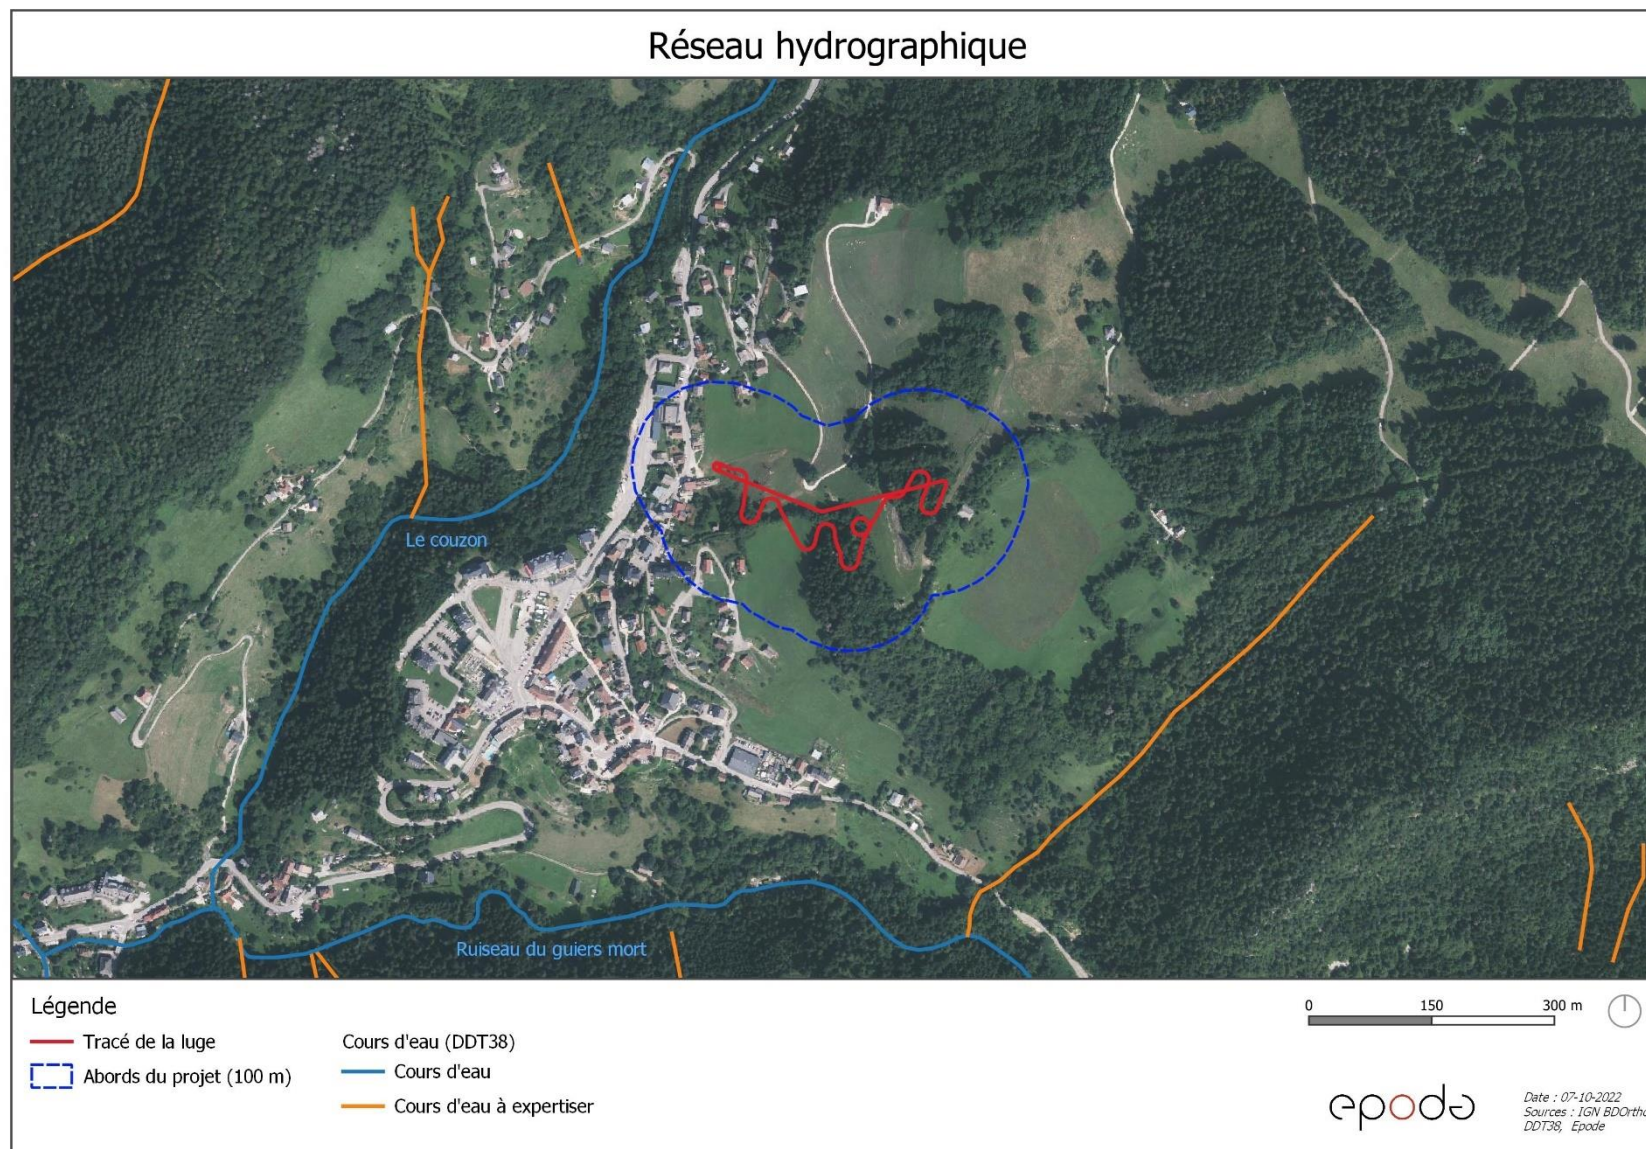 Réseau hydrographique
Le couzon
Ruiseau du guiers mort
Légende
Tracé de la luge
Abords du projet (100 m)
Cours d'eau (DDT38)
Cours d'eau
Cours d'eau à expertiser
0 150 300 m
epode
Date : 07-10-2022
Sources : IGN BDOrtho
DDT38, Epode